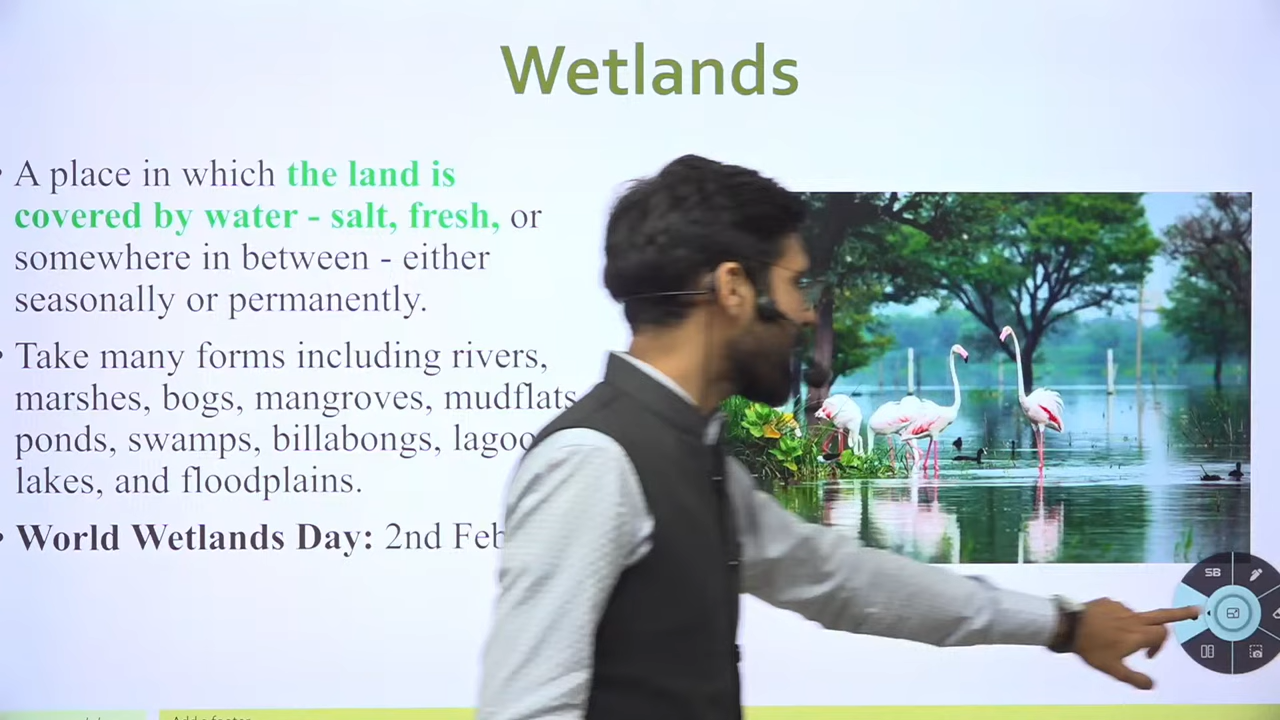 Wetlands
• A place in which the land is
covered by water - salt, fresh, or
somewhere in between - either
seasonally or permanently.
• Take many forms including rivers,
marshes, bogs, mangroves, mudflats
ponds, swamps, billabongs,
lakes, and floodplains.
• World Wetlands Day: 2nd Feb
SB